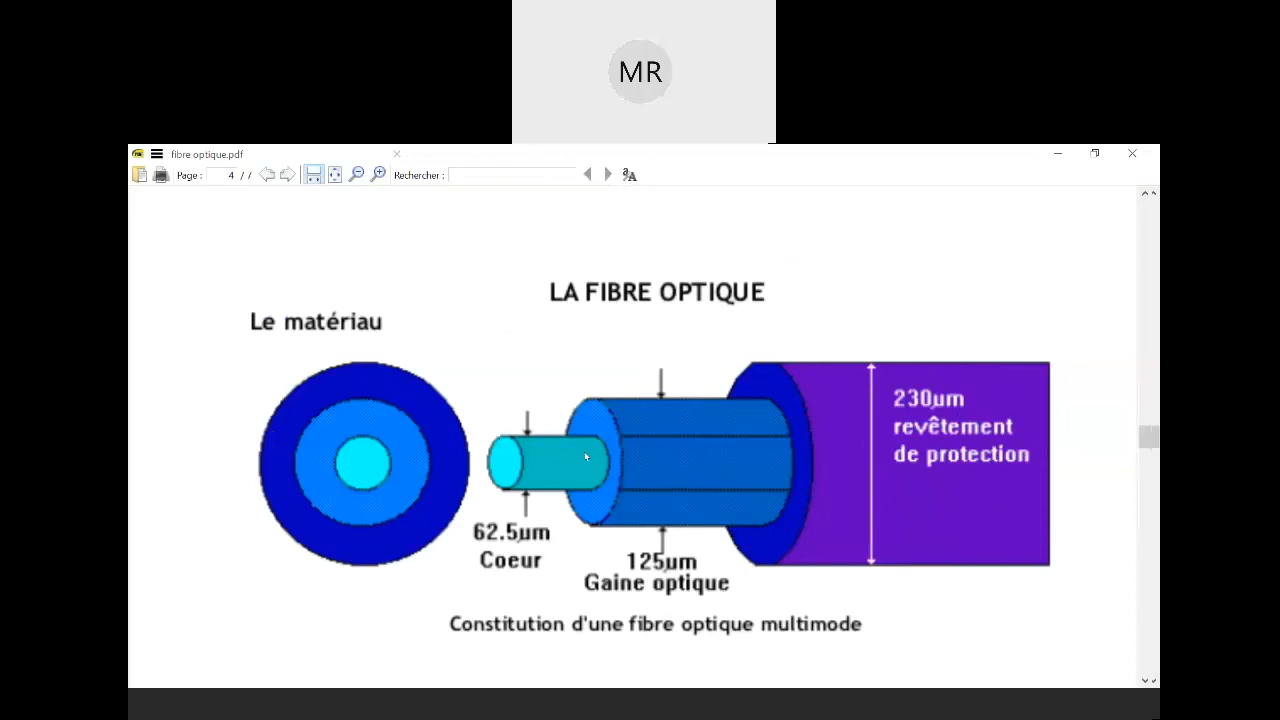 MR
fibre optique.pdf
Page : 4 / / Rechercher :
LA FIBRE OPTIQUE
Le matériau
230µm
revêtement
de protection
62.5µm
Coeur
125µm
Gaine optique
Constitution d'une fibre optique multimode